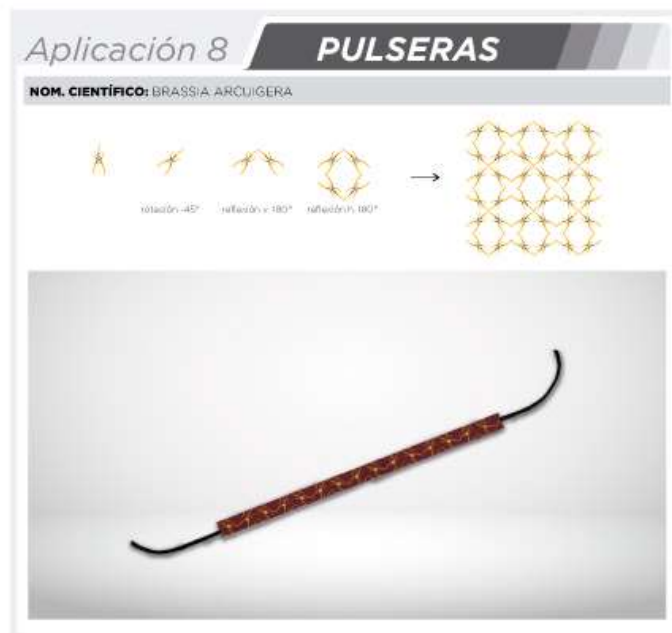 Aplicación 8
PULSERAS
NOM. CIENTÍFICO: BRASSIA ARCUIGERA
rotación -45°
reflexión v. 180°
reflexión h. 180°